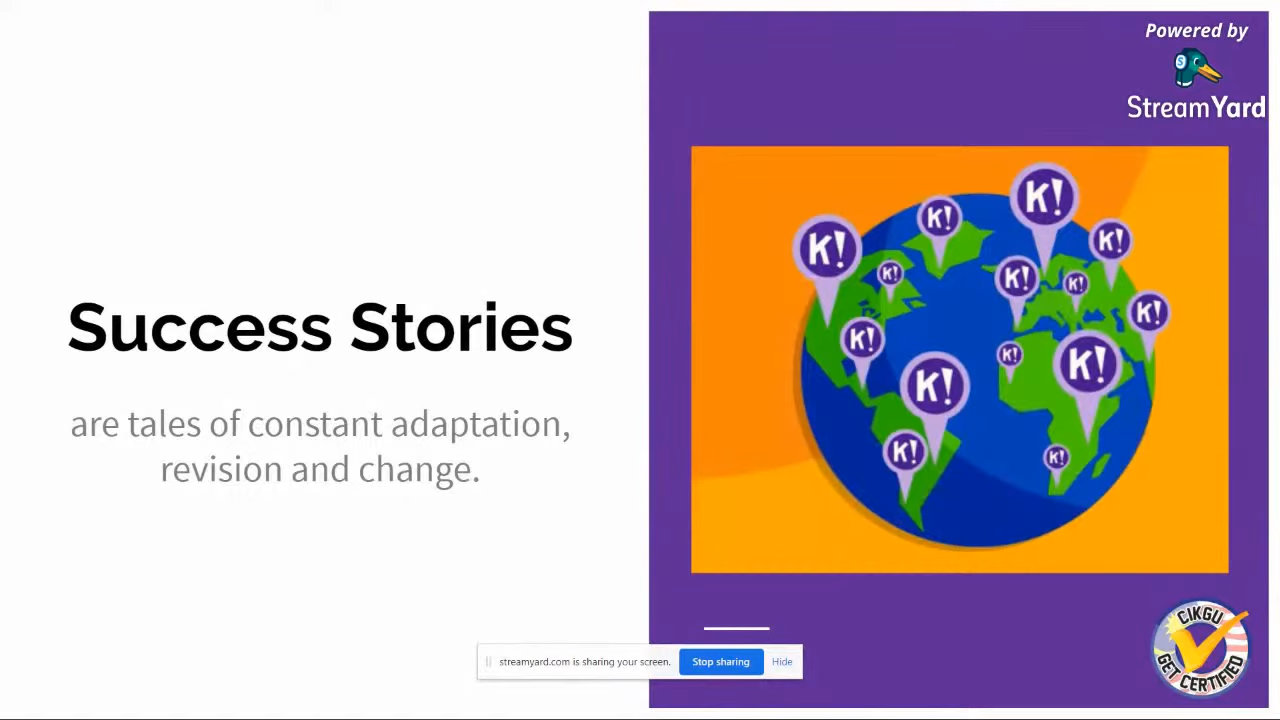 Powered by
StreamYard
K!
K!
K!
K!
K!
K!
K!
K!
K!
K!
K!
K!
K!
K!
Success Stories
are tales of constant adaptation,
revision and change.
CIKGU
GET CERTIFIED
streamyard.com is sharing your screen. Stop sharing Hide